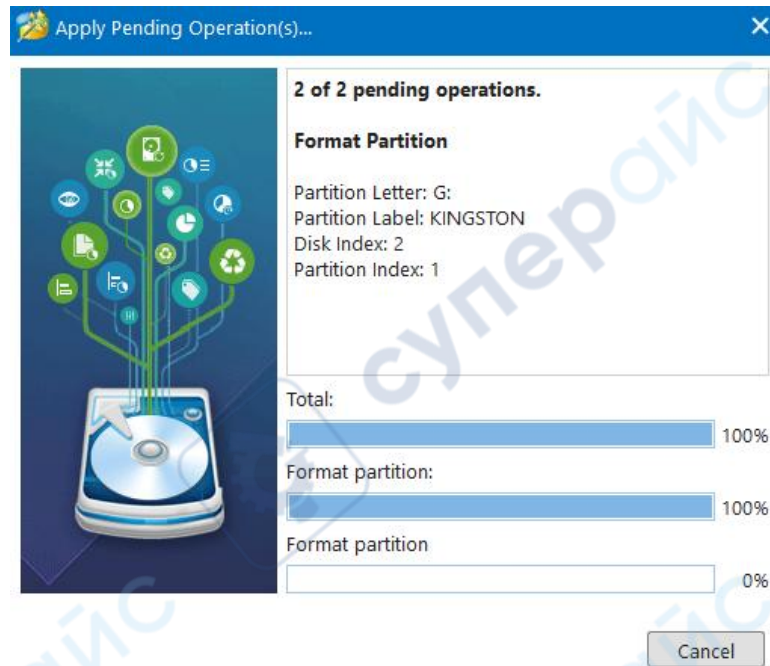 Apply Pending Operation(s)...
2 of 2 pending operations.
Format Partition
Partition Letter: G:
Partition Label: KINGSTON
Disk Index: 2
Partition Index: 1
Total:
100%
Format partition:
100%
Format partition
0%
Cancel
суперайс